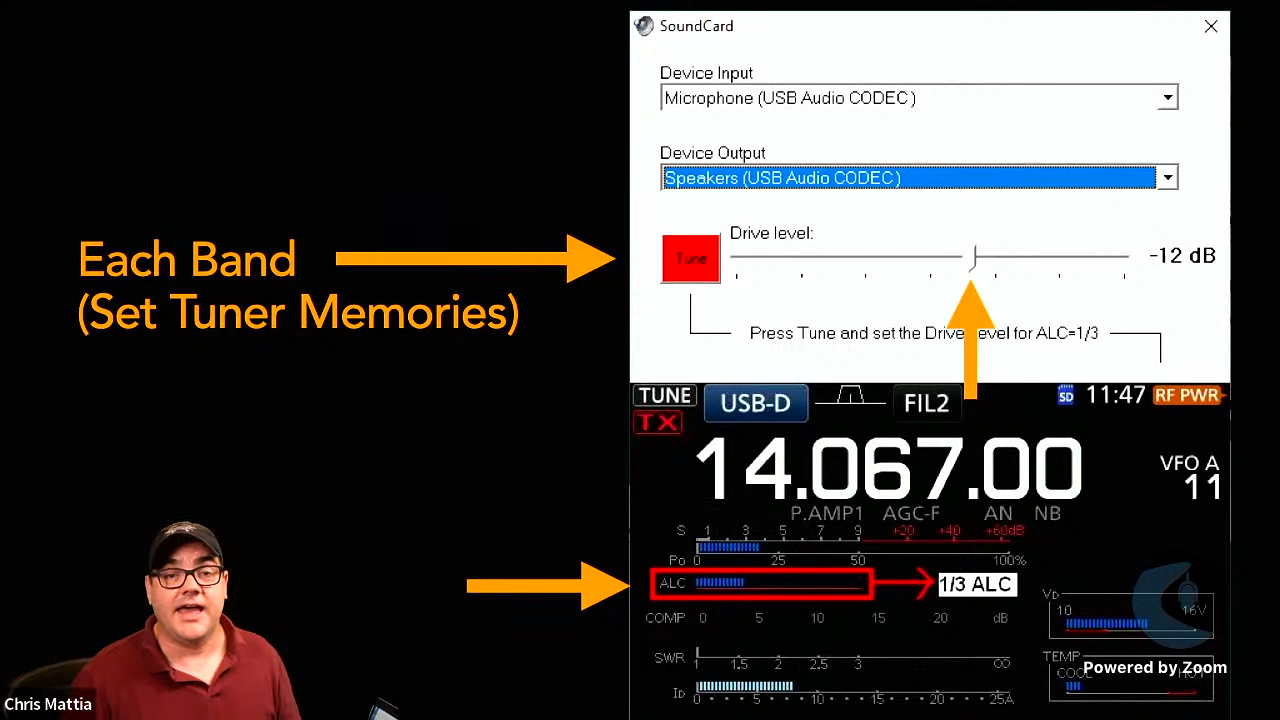 SoundCard
Device Input
Microphone (USB Audio CODEC )
Device Output
Speakers (USB Audio CODEC )
Drive level:
Tune
-12 dB
Each Band
(Set Tuner Memories)
Press Tune and set the Drive Level for ALC=1/3
TUNE
TX
USB-D
FIL2
SD
11:47
RF PWR
14.067.00
VFO A
11
P.AMP1 AGC-F AN NB
S 1 3 5 7 9 +20 +40 +60dB
Po 0 25 50 100%
ALC
1/3 ALC
COMP 0 5 10 15 20 dB
VD
10 16V
SWR 1 1.5 2 2.5 3 ∞
TEMP
Powered by Zoom
ID 0 5 10 15 20 25A
Chris Mattia